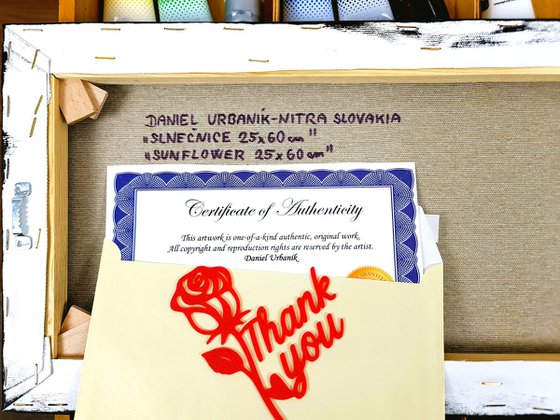 DANIEL URBANÍK-NITRA SLOVAKIA
„SLNEČNICE 25x60 cm"
„SUNFLOWER 25x60 cm"
Certificate of Authenticity
This artwork is one-of-a-kind authentic, original work.
All copyright and reproduction rights are reserved by the artist.
Daniel Urbaník
Thank
you